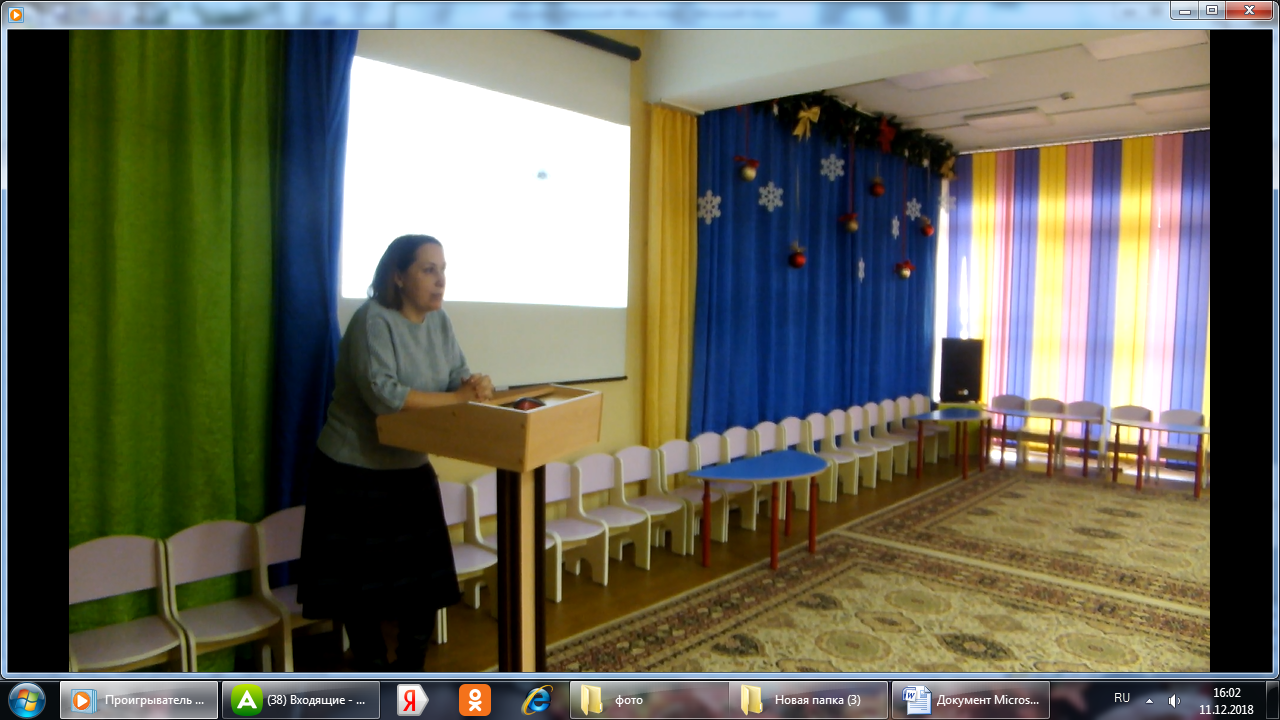 Проигрыватель ...
(38) Входящие - ...
Я
фото
Новая папка (3)
Документ Micros...
RU
16:02
11.12.2018